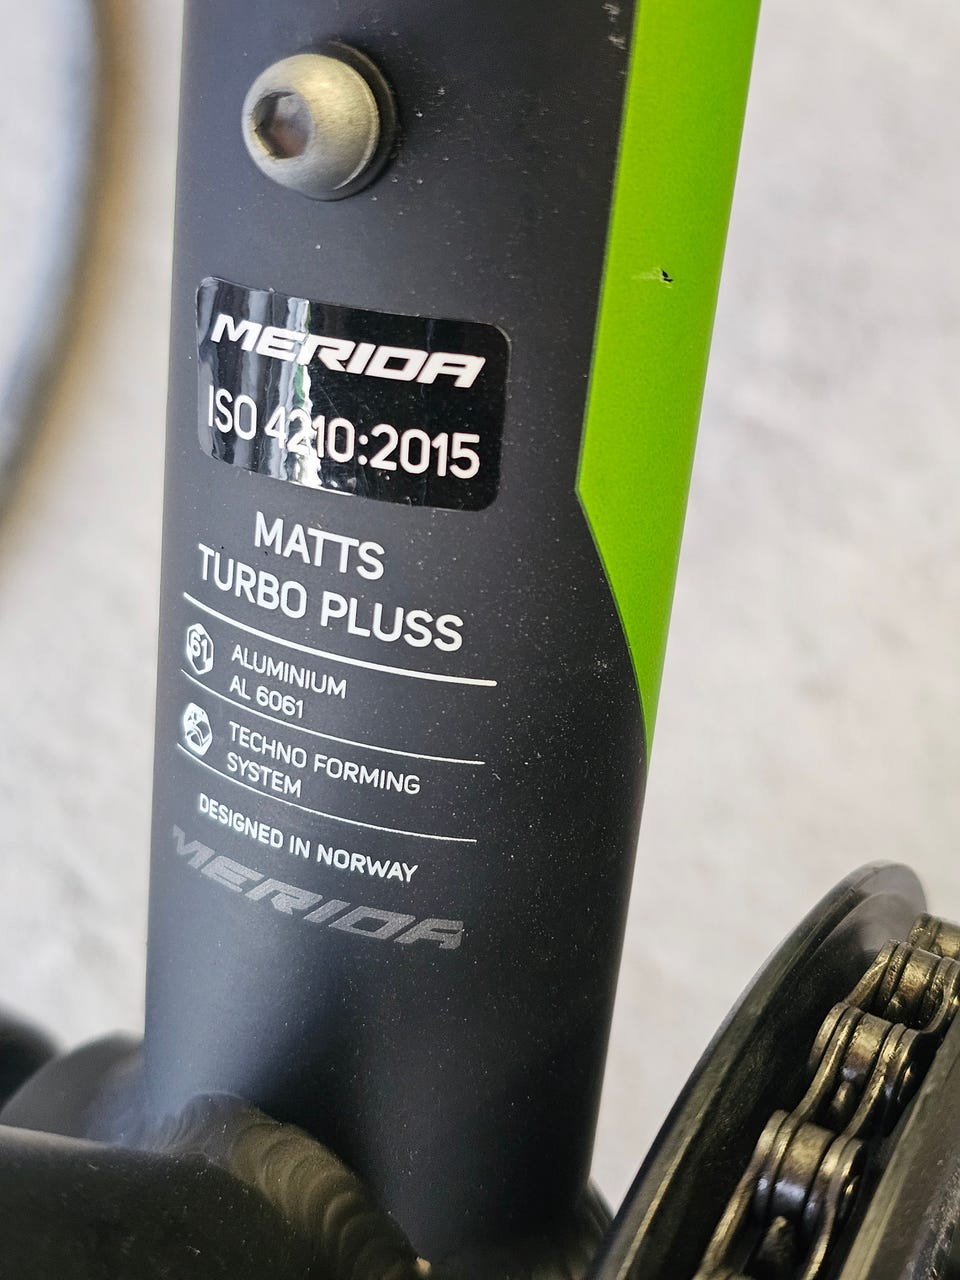 MERIDA
ISO 4210:2015
MATTS
TURBO PLUSS
61
ALUMINIUM
AL 6061
TECHNO FORMING
SYSTEM
DESIGNED IN NORWAY
MERIDA